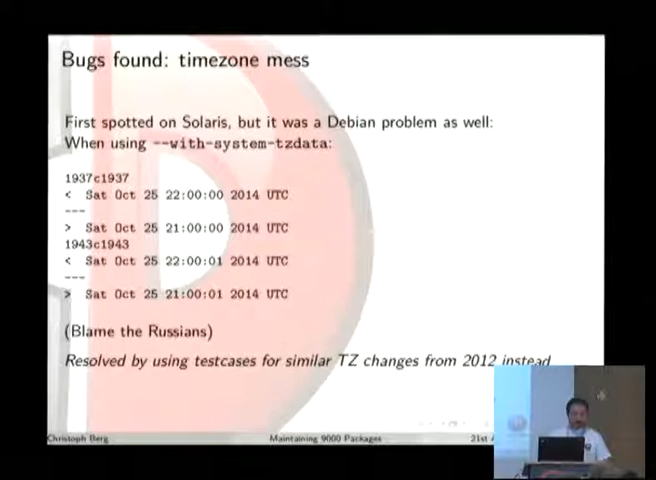 Bugs found: timezone mess
First spotted on Solaris, but it was a Debian problem as well:
When using --with-system-tzdata:
1937c1937
< Sat Oct 25 22:00:00 2014 UTC
---
> Sat Oct 25 21:00:00 2014 UTC
1943c1943
< Sat Oct 25 22:00:01 2014 UTC
---
> Sat Oct 25 21:00:01 2014 UTC
(Blame the Russians)
Resolved by using testcases for similar TZ changes from 2012 instead
Christoph Berg Maintaining 9000 Packages 21st